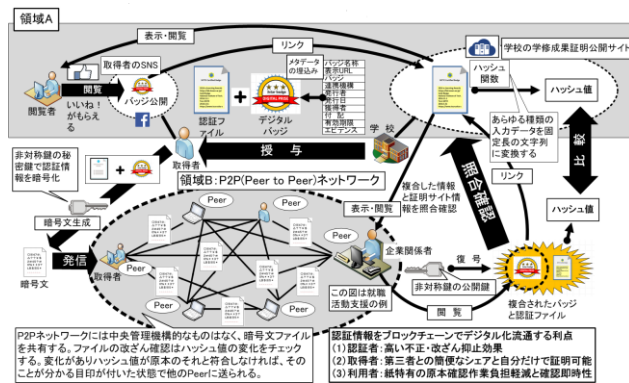 領域A
表示・閲覧
リンク
学校の学修成果証明公開サイト
閲覧
取得者のSNS
バッジ公開
メタデータの埋込み
バッジ名称
表示URL
バッジ
連携機構
発行者
発行日
獲得者
付 記
有効期限
エビデンス
ハッシュ
関数
ハッシュ値
閲覧者
いいね！
がもらえ
る
認証フ
ァイル
デジタル
バッジ
学 校
あらゆる種類の
入力データを固
定長の文字列
に変換する
取得者
授 与
非対称鍵の秘
密鍵で認証情
報を暗号化
領域B：P2P(Peer to Peer)ネットワーク
複合した情報
と証明サイト情
報を照合確認
照合確認
リンク
比 較
暗号文生成
Peer
Peer
表示・閲覧
ハッシュ値
発信
取得者
Peer
企業関係者
復 号
暗号文
Peer
Peer
Peer
この図は就職
活動支援の例
非対称鍵の公開鍵
閲 覧
複合されたバッジ
と認証ファイル
P2Pネットワークには中央管理機構的なものはなく、暗号文ファイル
を共有する。ファイルの改ざん確認はハッシュ値の変化をチェック
する。変化がありハッシュ値が原本のそれと符合しなければ、そ
のことが分かる目印が付いた状態で他のPeerに送られる。
認証情報をブロックチェーンでデジタル化流通する利点
(1)認証者：高い不正・改ざん抑止効果
(2)取得者：第三者との簡便なシェアと自分だけで証明可能
(3)利用者：紙特有の原本確認作業負担軽減と確認即時性